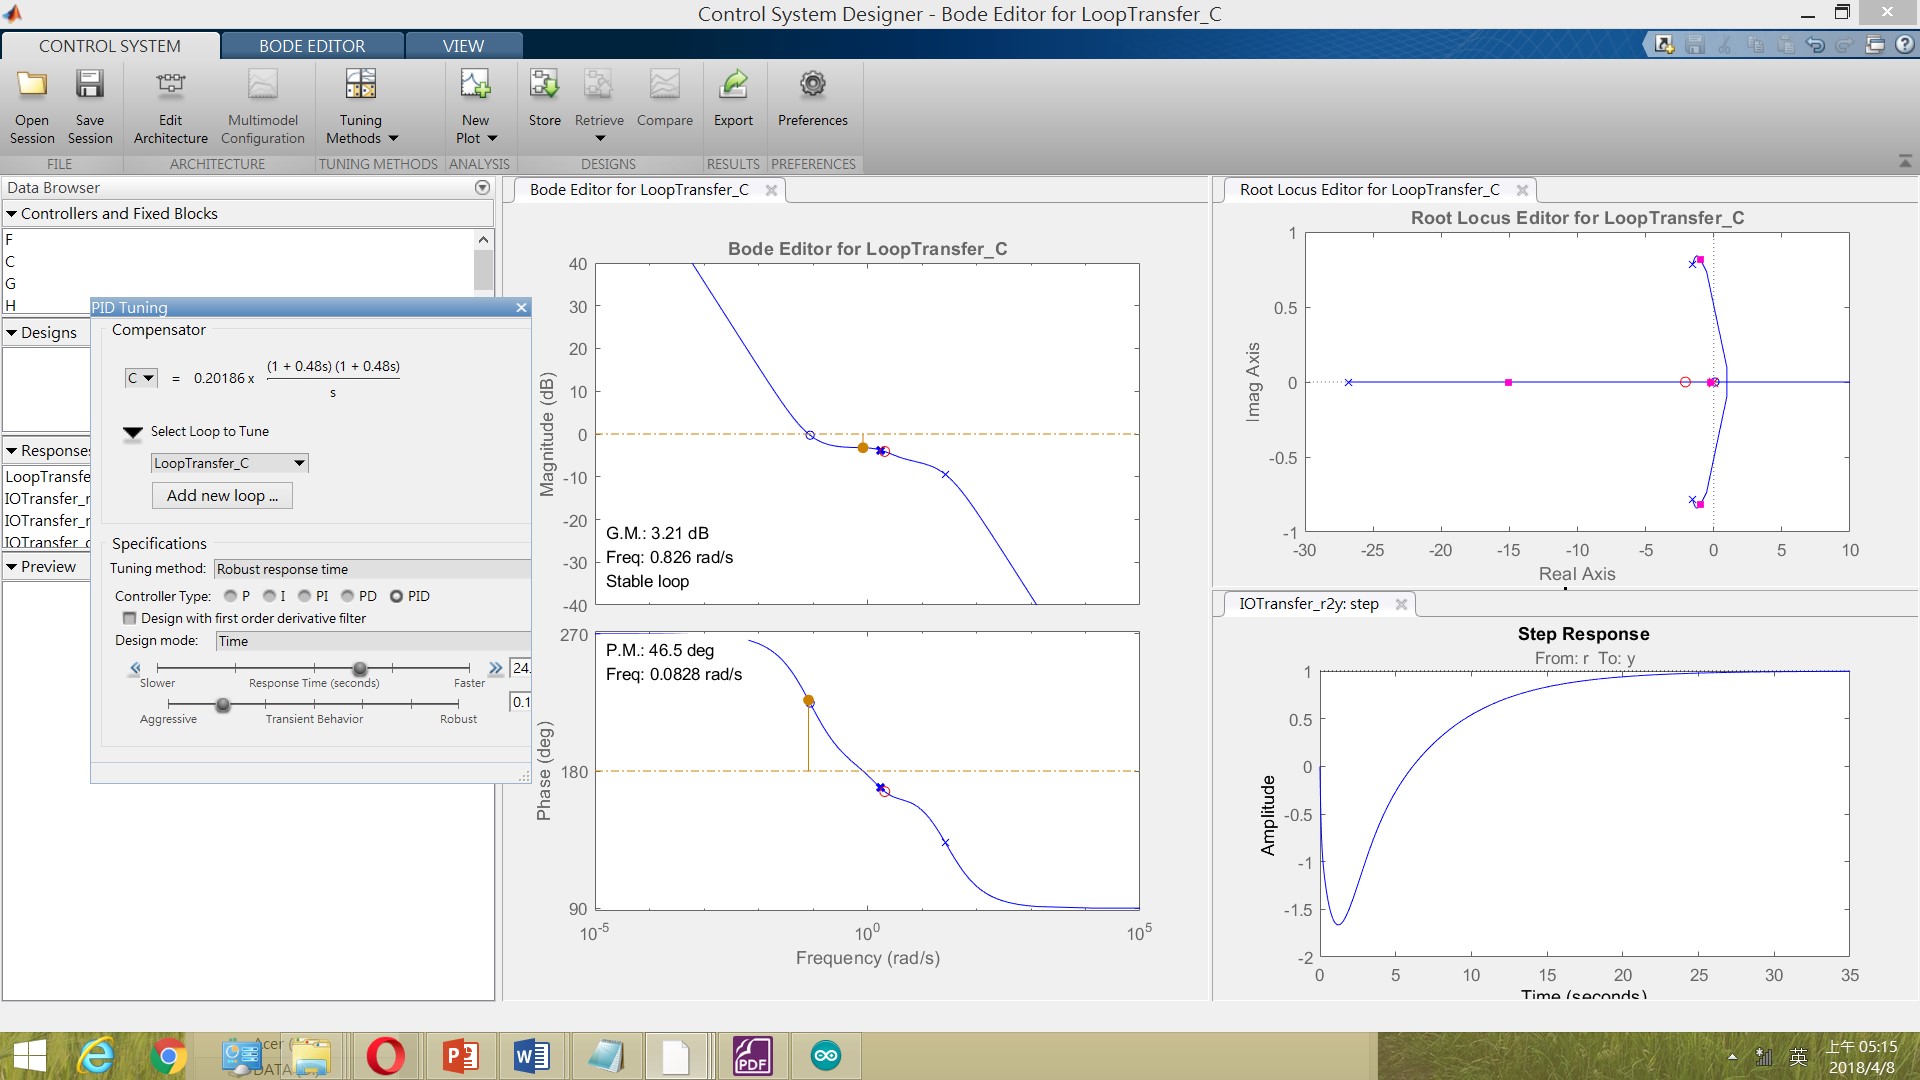 Control System Designer - Bode Editor for LoopTransfer_C
CONTROL SYSTEM
BODE EDITOR
VIEW
Open Session
Save Session
Edit Architecture
Multimodel Configuration
Tuning Methods
New Plot
Store
Retrieve
Compare
Export
Preferences
FILE
ARCHITECTURE
TUNING METHODS
ANALYSIS
DESIGNS
RESULTS
PREFERENCES
Data Browser
Controllers and Fixed Blocks
F
C
G
H
Designs
Responses
LoopTransfe
IOTransfer_r
IOTransfer_r
IOTransfer_c
Preview
PID Tuning
Compensator
C = 0.20186 x (1 + 0.48s) (1 + 0.48s)
s
Select Loop to Tune
LoopTransfer_C
Add new loop ...
Specifications
Tuning method: Robust response time
Controller Type: P I PI PD PID
Design with first order derivative filter
Design mode: Time
24.
Slower Response Time (seconds) Faster
0.1
Aggressive Transient Behavior Robust
Bode Editor for LoopTransfer_C
Bode Editor for LoopTransfer_C
Magnitude (dB)
40
30
20
10
0
-10
-20
-30
-40
G.M.: 3.21 dB
Freq: 0.826 rad/s
Stable loop
Phase (deg)
270
180
90
P.M.: 46.5 deg
Freq: 0.0828 rad/s
10-5 100 105
Frequency (rad/s)
Root Locus Editor for LoopTransfer_C
Root Locus Editor for LoopTransfer_C
Imag Axis
1
0.5
0
-0.5
-1
-30 -25 -20 -15 -10 -5 0 5 10
Real Axis
IOTransfer_r2y: step
Step Response
From: r To: y
Amplitude
1
0.5
0
-0.5
-1
-1.5
-2
0 5 10 15 20 25 30 35
Time (seconds)
Acer (
DATA
英
上午 05:15
2018/4/8